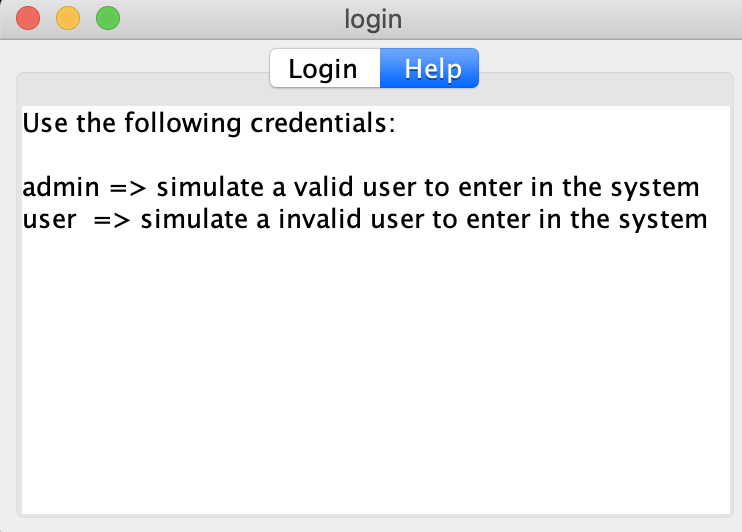 login
Login Help
Use the following credentials:
admin => simulate a valid user to enter in the system
user  => simulate a invalid user to enter in the system